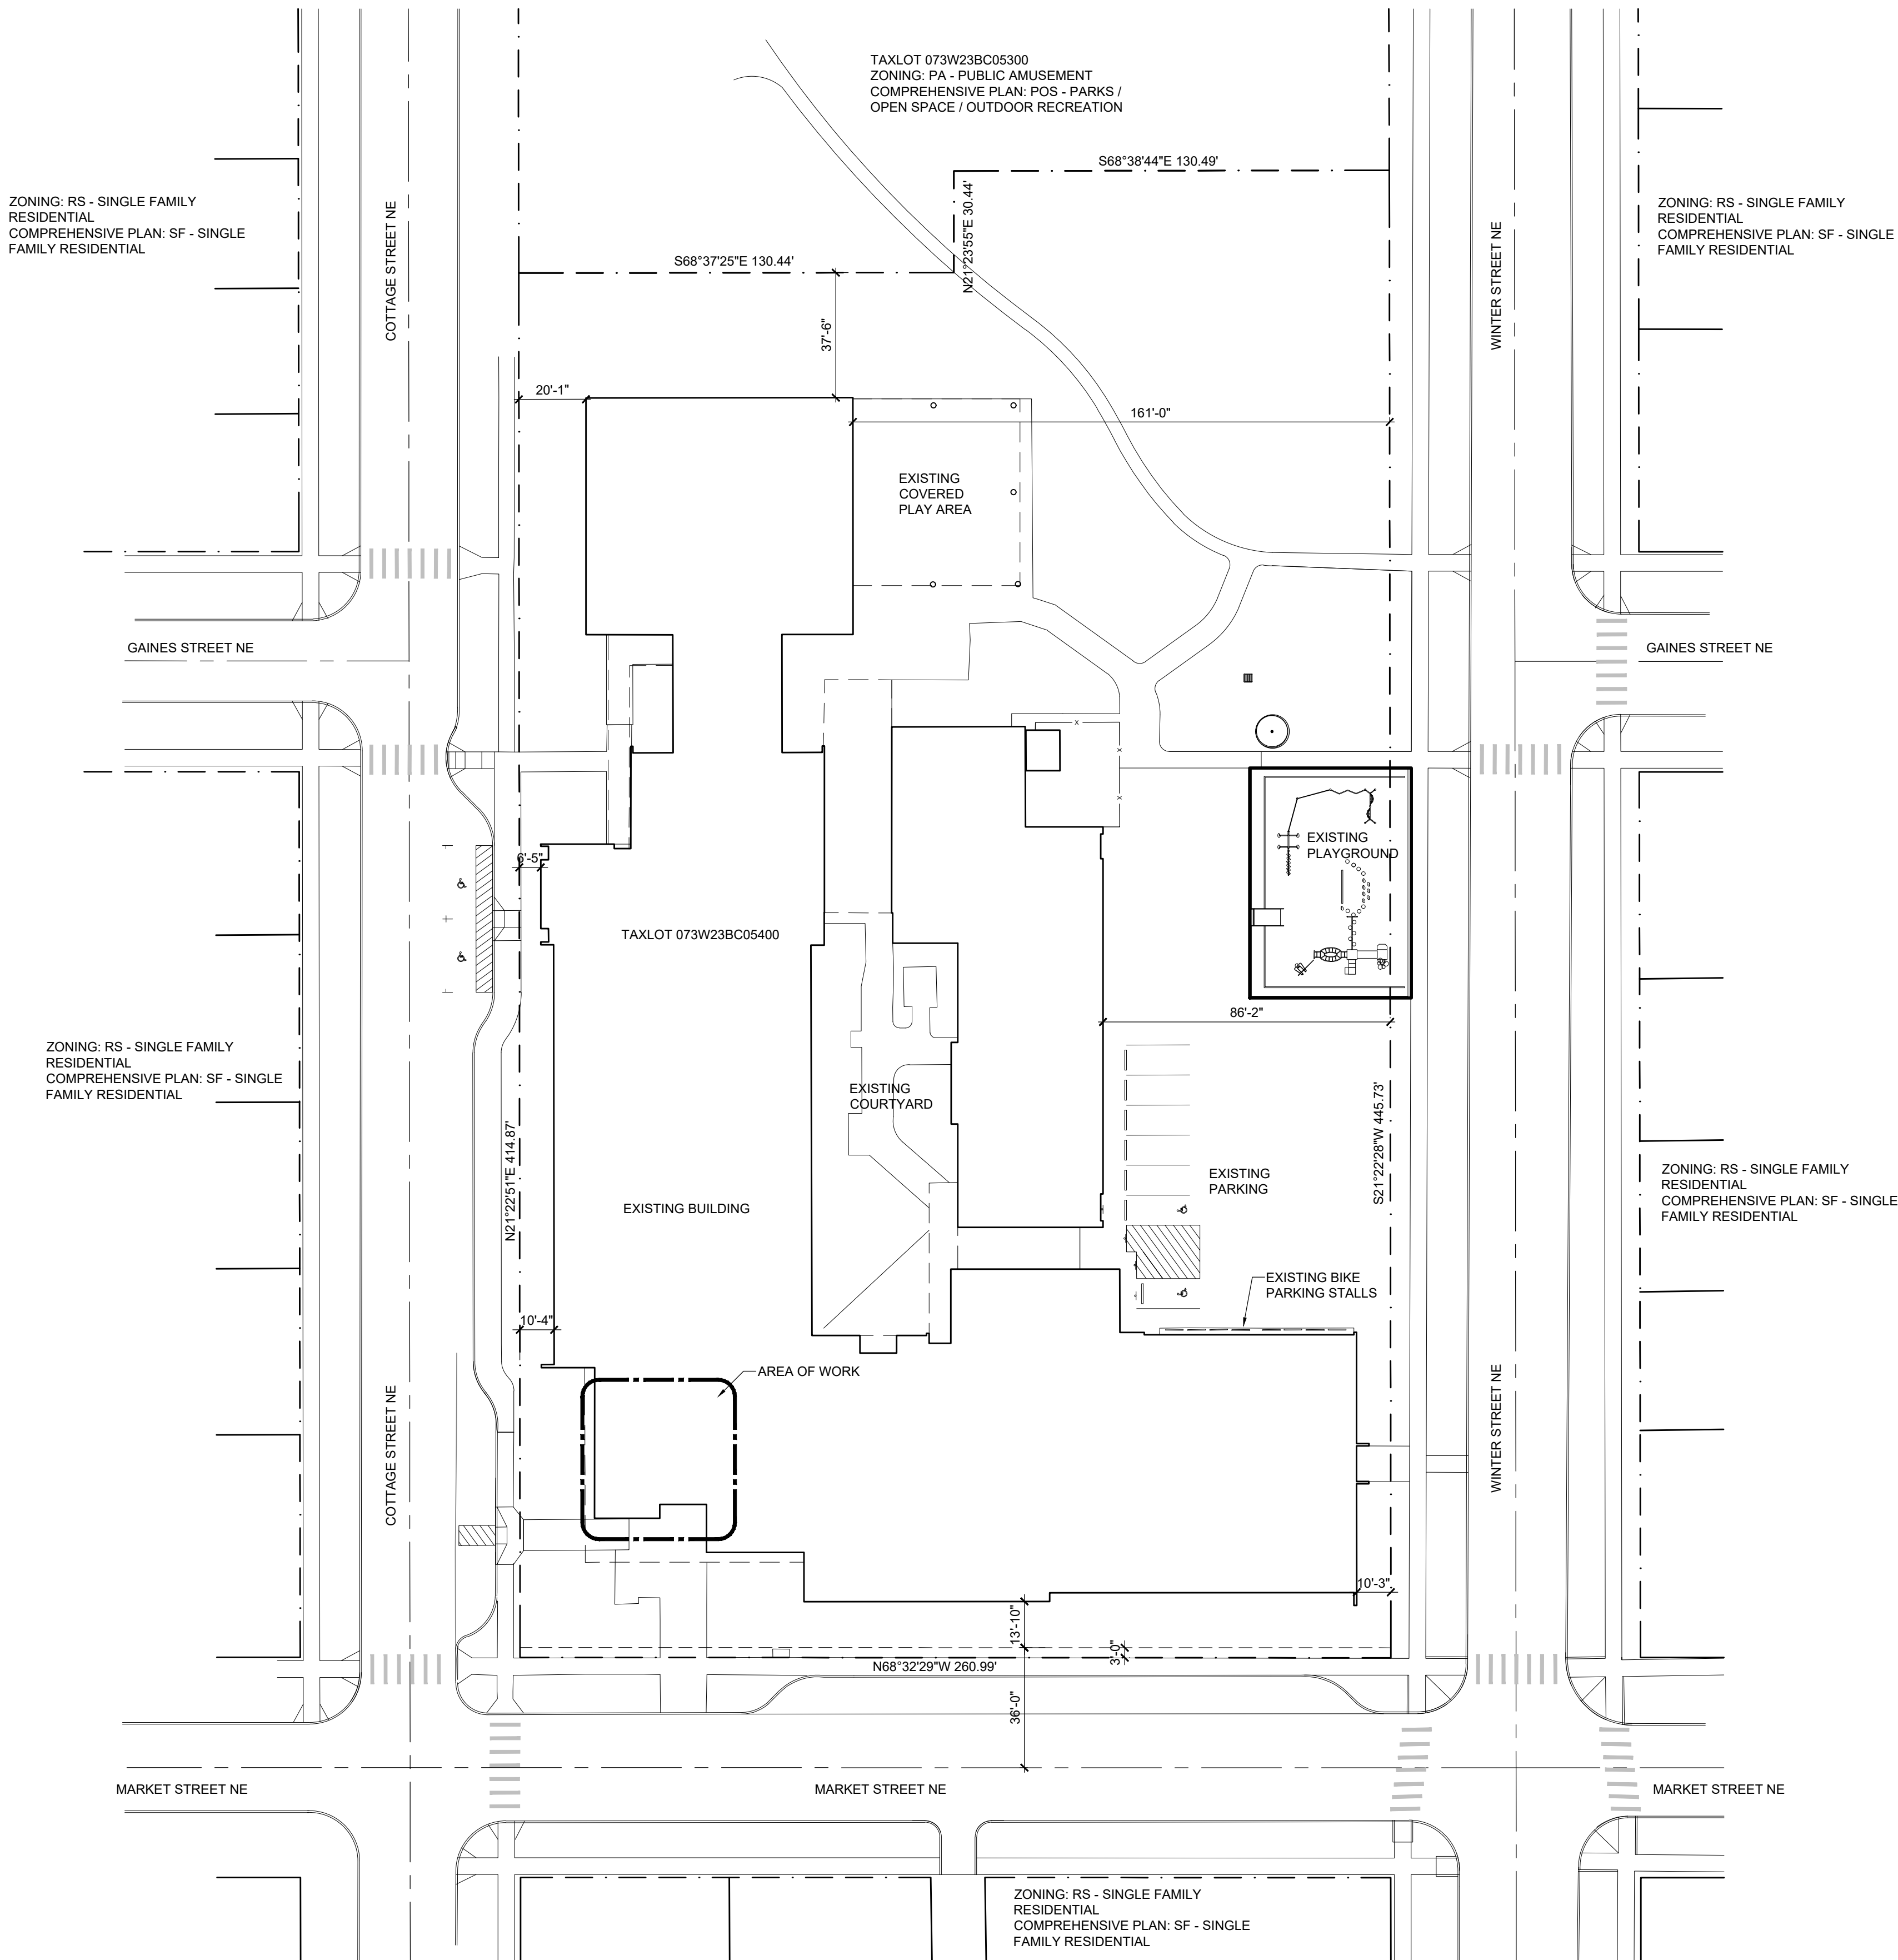 TAXLOT 073W23BC05300
ZONING: PA - PUBLIC AMUSEMENT
COMPREHENSIVE PLAN: POS - PARKS /
OPEN SPACE / OUTDOOR RECREATION
S68°38'44"E 130.49'
N21°23'55"E 30.44'
S68°37'25"E 130.44'
ZONING: RS - SINGLE FAMILY
RESIDENTIAL
COMPREHENSIVE PLAN: SF - SINGLE
FAMILY RESIDENTIAL
COTTAGE STREET NE
WINTER STREET NE
ZONING: RS - SINGLE FAMILY
RESIDENTIAL
COMPREHENSIVE PLAN: SF - SINGLE
FAMILY RESIDENTIAL
37'-6"
20'-1"
161'-0"
EXISTING
COVERED
PLAY AREA
GAINES STREET NE
GAINES STREET NE
x
x
x
EXISTING
PLAYGROUND
6'-5"
TAXLOT 073W23BC05400
86'-2"
ZONING: RS - SINGLE FAMILY
RESIDENTIAL
COMPREHENSIVE PLAN: SF - SINGLE
FAMILY RESIDENTIAL
EXISTING
COURTYARD
N21°22'51"E 414.87'
S21°22'28"W 445.73'
EXISTING
PARKING
ZONING: RS - SINGLE FAMILY
RESIDENTIAL
COMPREHENSIVE PLAN: SF - SINGLE
FAMILY RESIDENTIAL
EXISTING BUILDING
EXISTING BIKE
PARKING STALLS
10'-4"
AREA OF WORK
COTTAGE STREET NE
WINTER STREET NE
10'-3"
13'-10"
3'-0"
N68°32'29"W 260.99'
36'-0"
MARKET STREET NE
MARKET STREET NE
MARKET STREET NE
ZONING: RS - SINGLE FAMILY
RESIDENTIAL
COMPREHENSIVE PLAN: SF - SINGLE
FAMILY RESIDENTIAL